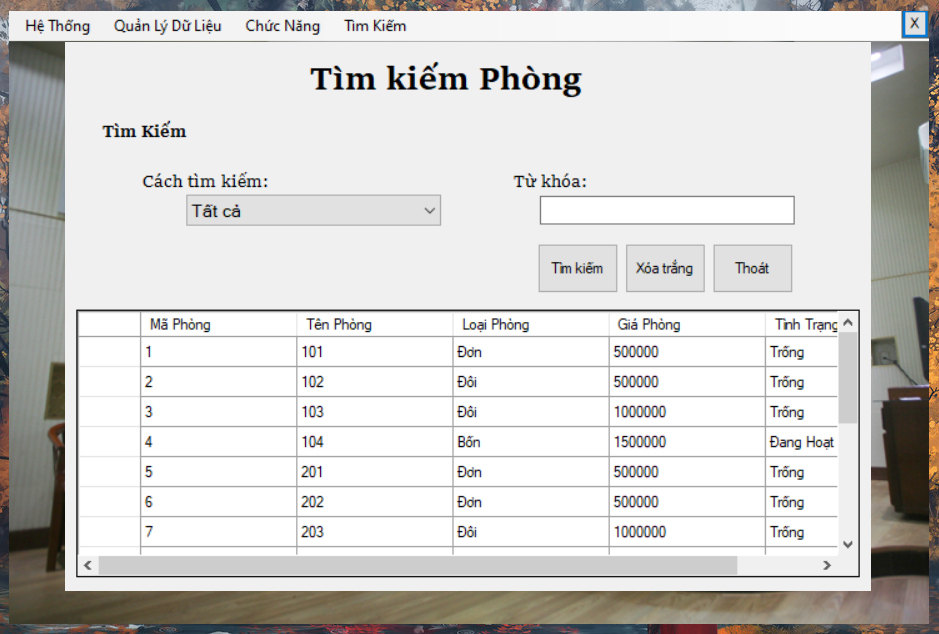 Hệ Thống Quản Lý Dữ Liệu Chức Năng Tìm Kiếm X
Tìm kiếm Phòng
Tìm Kiếm
Cách tìm kiếm: Từ khóa:
Tất cả
Tìm kiếm Xóa trắng Thoát
Mã Phòng Tên Phòng Loại Phòng Giá Phòng Tình Trạng
1 101 Đơn 500000 Trống
2 102 Đôi 500000 Trống
3 103 Đôi 1000000 Trống
4 104 Bốn 1500000 Đang Hoạt
5 201 Đơn 500000 Trống
6 202 Đơn 500000 Trống
7 203 Đôi 1000000 Trống